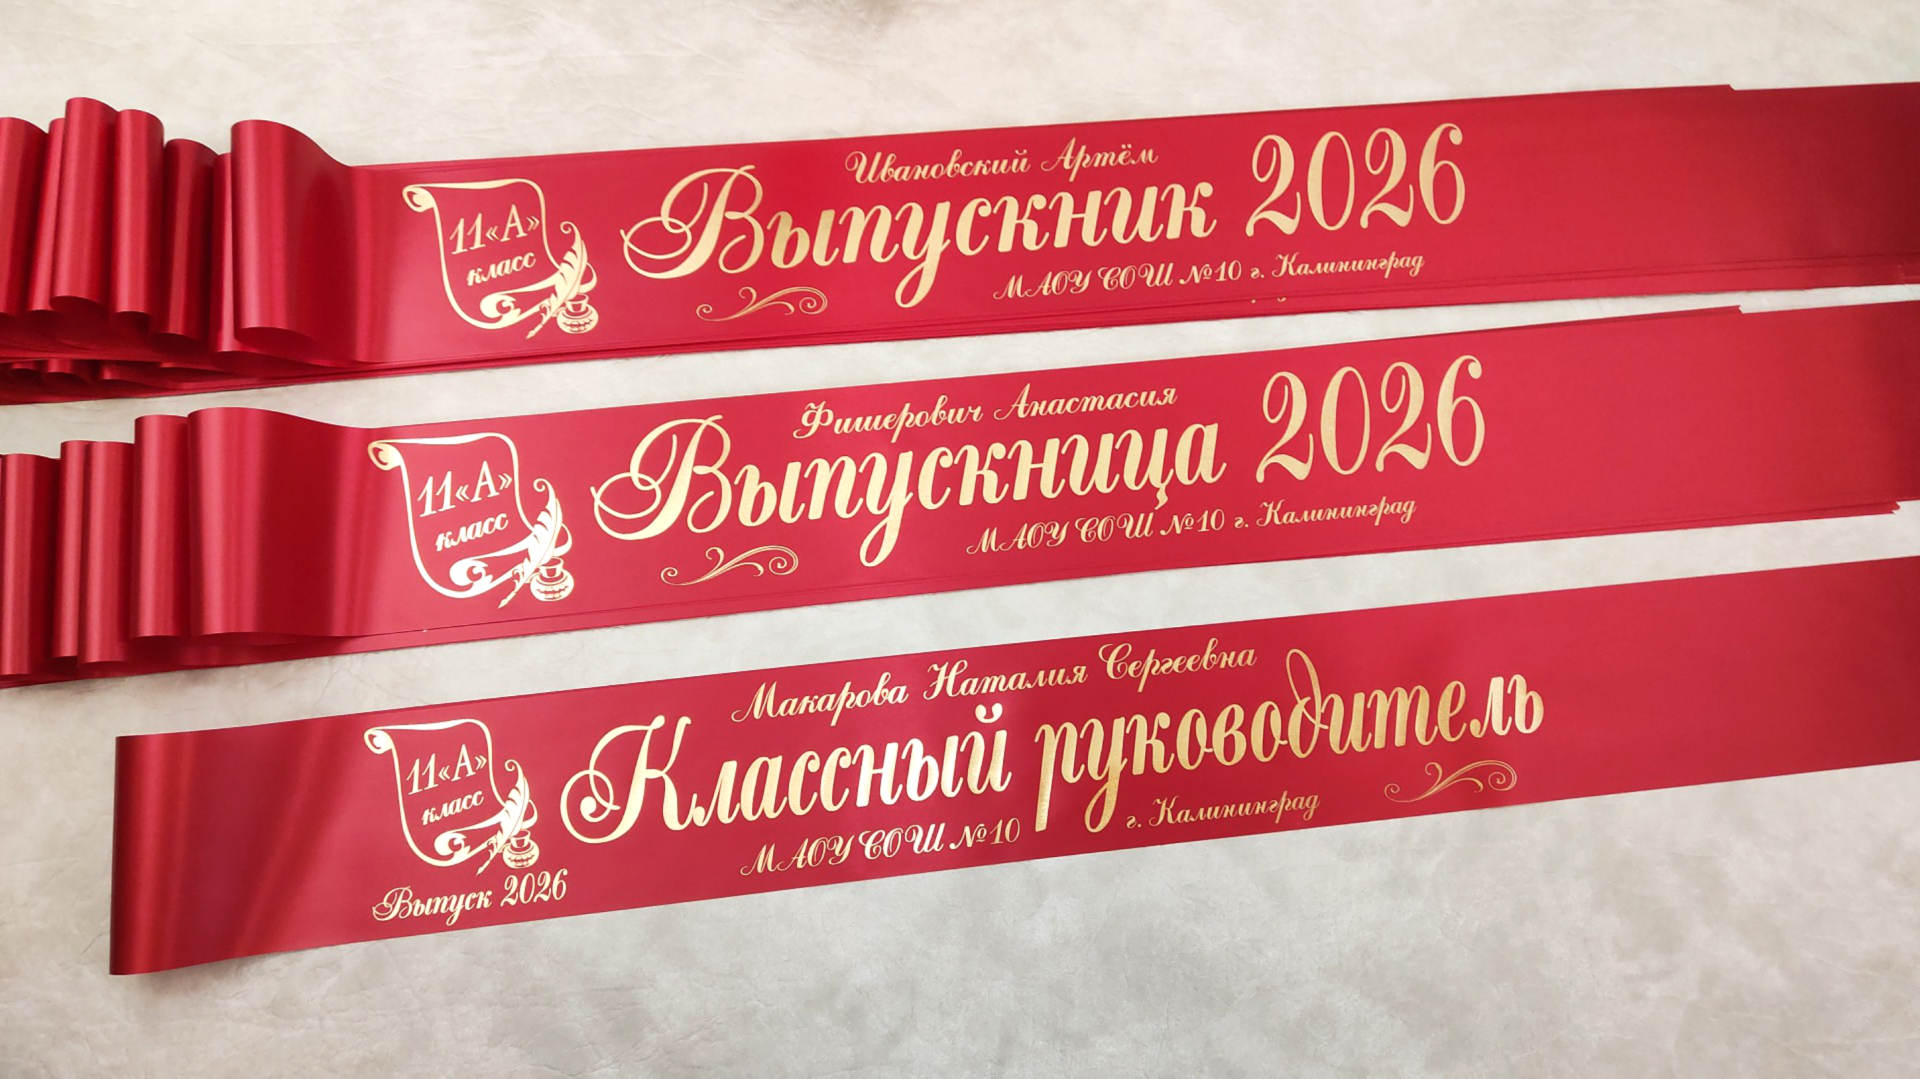 11«А»
класс
Ивановский Артём
Выпускник 2026
МАОУ СОШ №10 г. Калининград
11«А»
класс
Фишерович Анастасия
Выпускница 2026
МАОУ СОШ №10 г. Калининград
11«А»
класс
Выпуск 2026
Макарова Наталия Сергеевна
Классный руководитель
МАОУ СОШ №10 г. Калининград